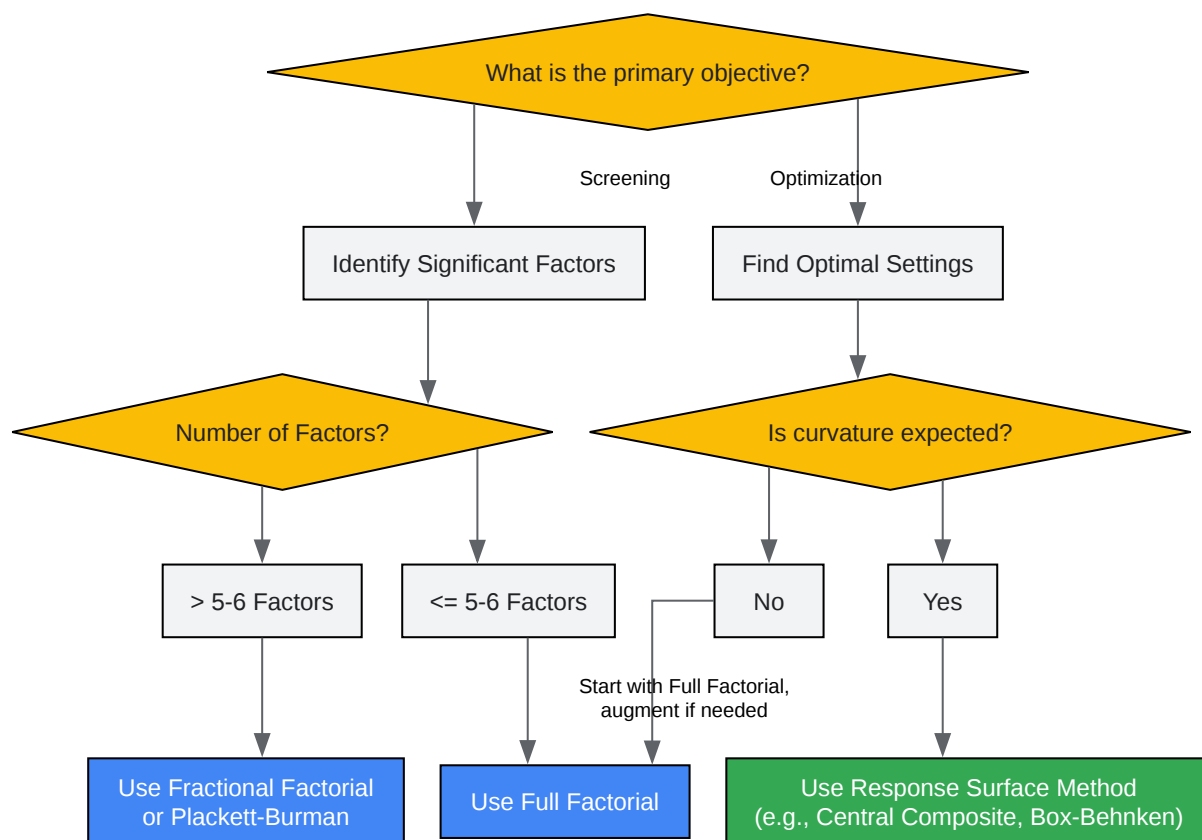 What is the primary objective?
Screening
Optimization
Identify Significant Factors
Find Optimal Settings
Number of Factors?
Is curvature expected?
> 5-6 Factors
<= 5-6 Factors
No
Yes
Start with Full Factorial,
augment if needed
Use Fractional Factorial
or Plackett-Burman
Use Full Factorial
Use Response Surface Method
(e.g., Central Composite, Box-Behnken)